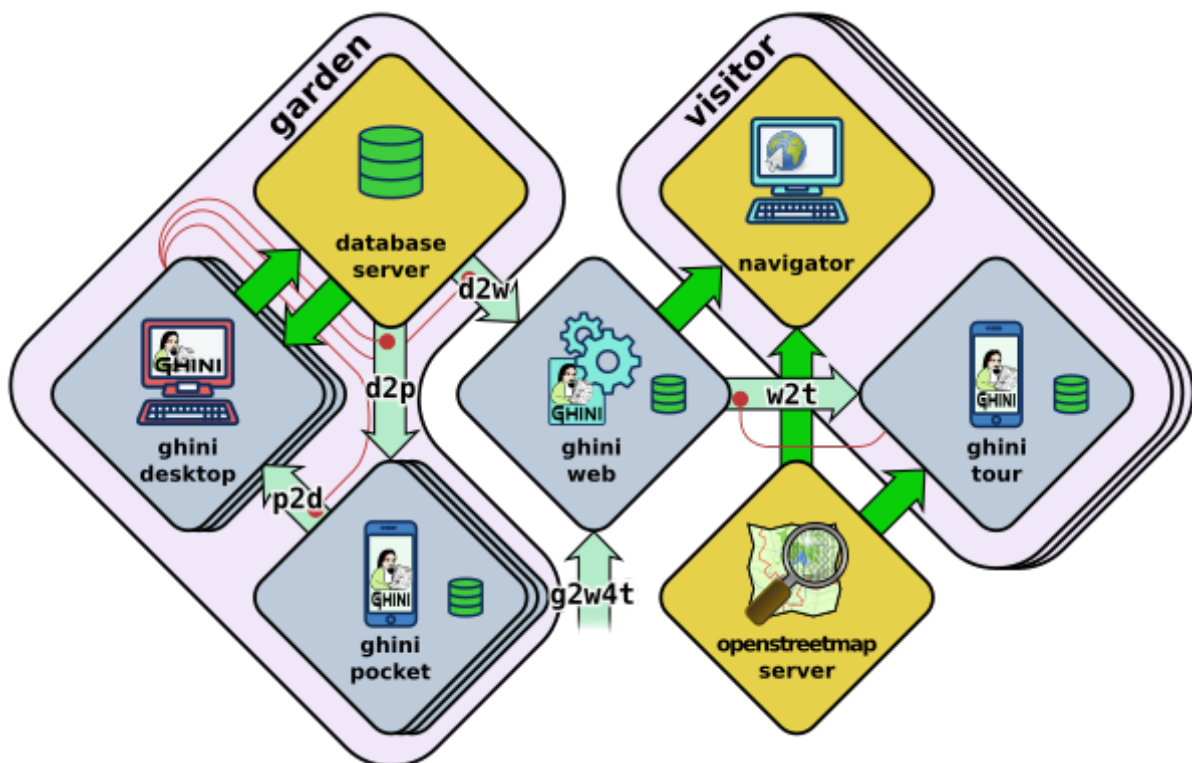 garden
visitor
database
server
navigator
d2w
GHINI
ghini
desktop
d2p
GHINI
ghini
web
w2t
GHINI
ghini
tour
p2d
GHINI
ghini
pocket
g2w4t
openstreetmap
server